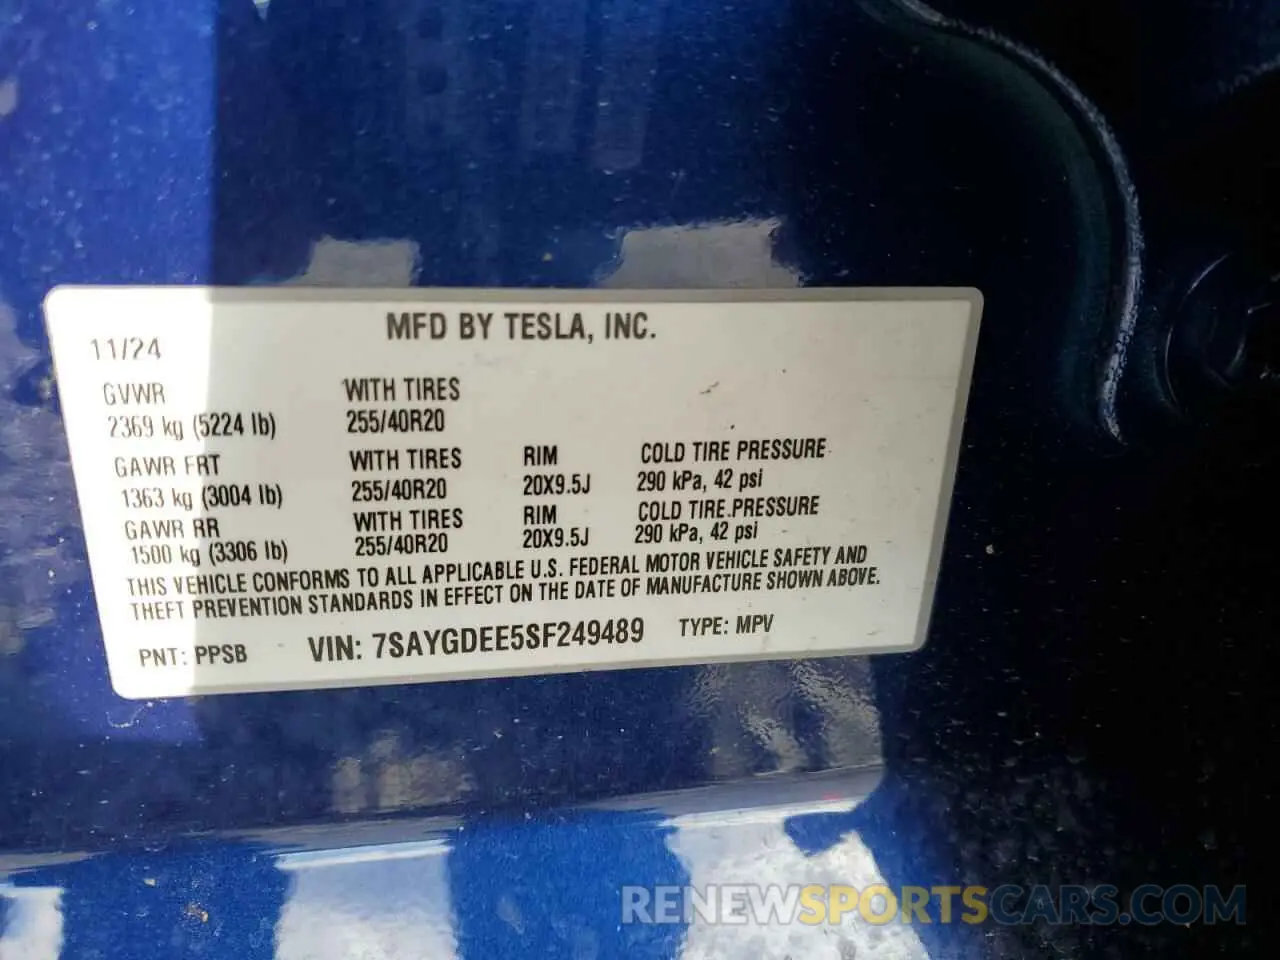 MFD BY TESLA, INC.
11/24
GVWR WITH TIRES
2369 kg (5224 lb) 255/40R20
GAWR FRT WITH TIRES RIM COLD TIRE PRESSURE
1363 kg (3004 lb) 255/40R20 20X9.5J 290 kPa, 42 psi
GAWR RR WITH TIRES RIM COLD TIRE PRESSURE
1500 kg (3306 lb) 255/40R20 20X9.5J 290 kPa, 42 psi
THIS VEHICLE CONFORMS TO ALL APPLICABLE U.S. FEDERAL MOTOR VEHICLE SAFETY AND
THEFT PREVENTION STANDARDS IN EFFECT ON THE DATE OF MANUFACTURE SHOWN ABOVE.
PNT: PPSB VIN: 7SAYGDEE5SF249489 TYPE: MPV
RENEWSPORTSCARS.COM